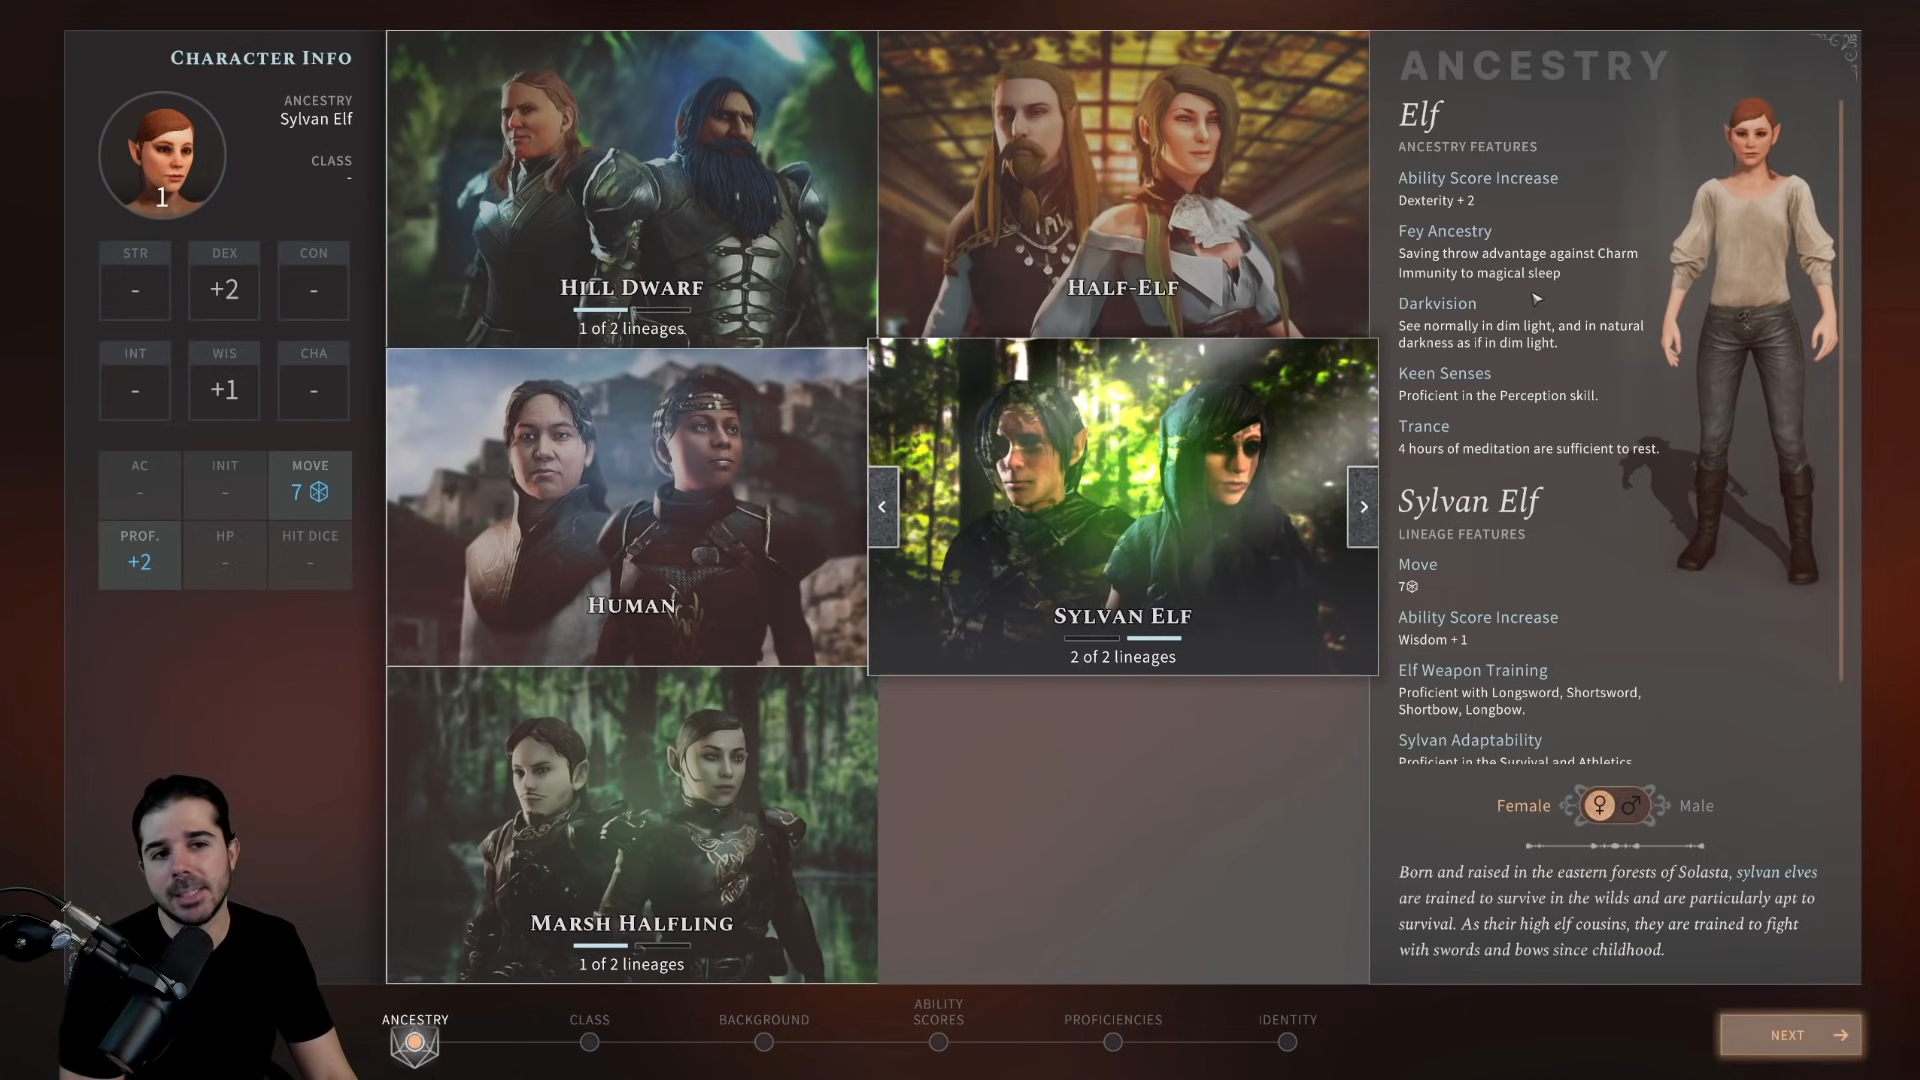 CHARACTER INFO
ANCESTRY
Sylvan Elf
CLASS
-
1
STR
DEX
CON
-
+2
-
INT
WIS
CHA
-
+1
-
AC
INIT
MOVE
-
-
7
PROF.
HP
HIT DICE
+2
-
-
HILL DWARF
1 of 2 lineages
HALF-ELF
HUMAN
SYLVAN ELF
2 of 2 lineages
MARSH HALFLING
1 of 2 lineages
ANCESTRY
Elf
ANCESTRY FEATURES
Ability Score Increase
Dexterity + 2
Fey Ancestry
Saving throw advantage against Charm
Immunity to magical sleep
Darkvision
See normally in dim light, and in natural
darkness as if in dim light.
Keen Senses
Proficient in the Perception skill.
Trance
4 hours of meditation are sufficient to rest.
Sylvan Elf
LINEAGE FEATURES
Move
7
Ability Score Increase
Wisdom + 1
Elf Weapon Training
Proficient with Longsword, Shortsword,
Shortbow, Longbow.
Sylvan Adaptability
Proficient in the Survival and Athletics
Female
Male
Born and raised in the eastern forests of Solasta, sylvan elves
are trained to survive in the wilds and are particularly apt to
survival. As their high elf cousins, they are trained to fight
with swords and bows since childhood.
ANCESTRY
CLASS
BACKGROUND
ABILITY
SCORES
PROFICIENCIES
IDENTITY
NEXT